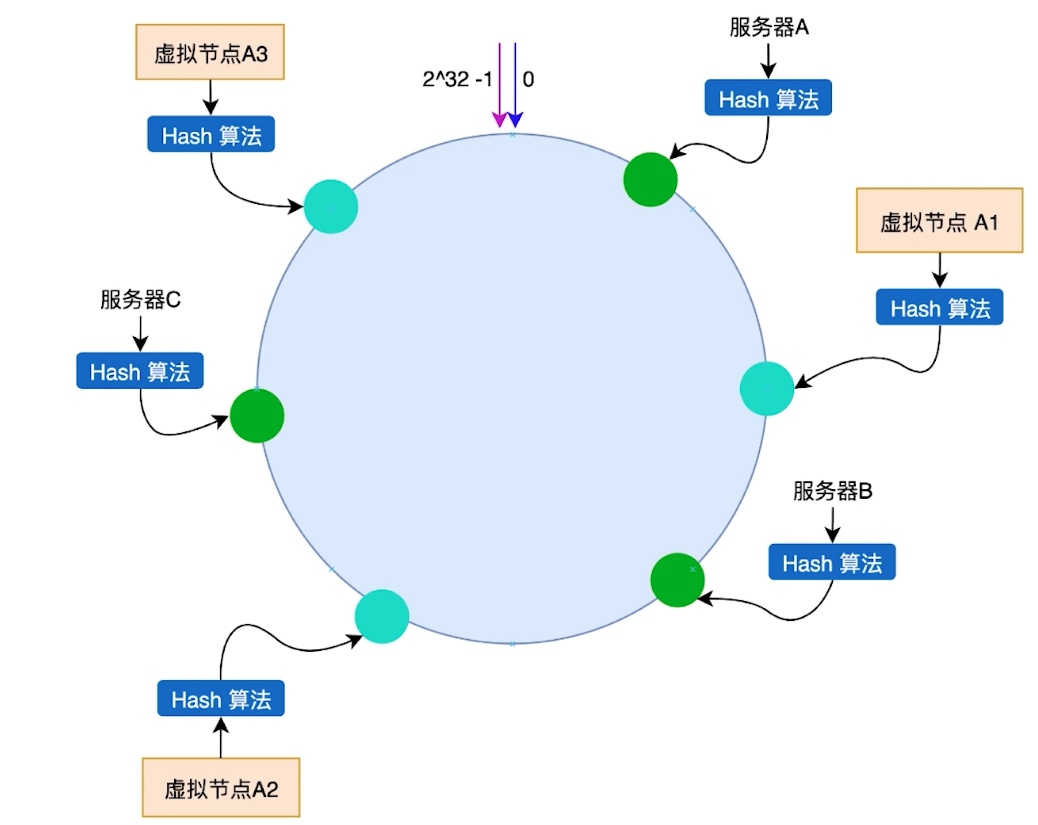 服务器A
Hash 算法
虚拟节点A3
Hash 算法
2^32 -1
0
虚拟节点 A1
Hash 算法
服务器C
Hash 算法
服务器B
Hash 算法
Hash 算法
虚拟节点A2